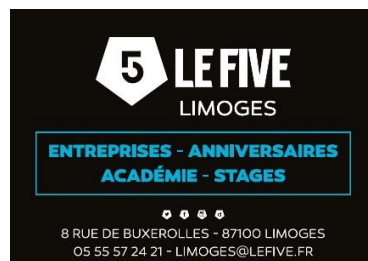 5 LE FIVE
LIMOGES
ENTREPRISES - ANNIVERSAIRES
ACADÉMIE - STAGES
8 RUE DE BUXEROLLES - 87100 LIMOGES
05 55 57 24 21 - LIMOGES@LEFIVE.FR